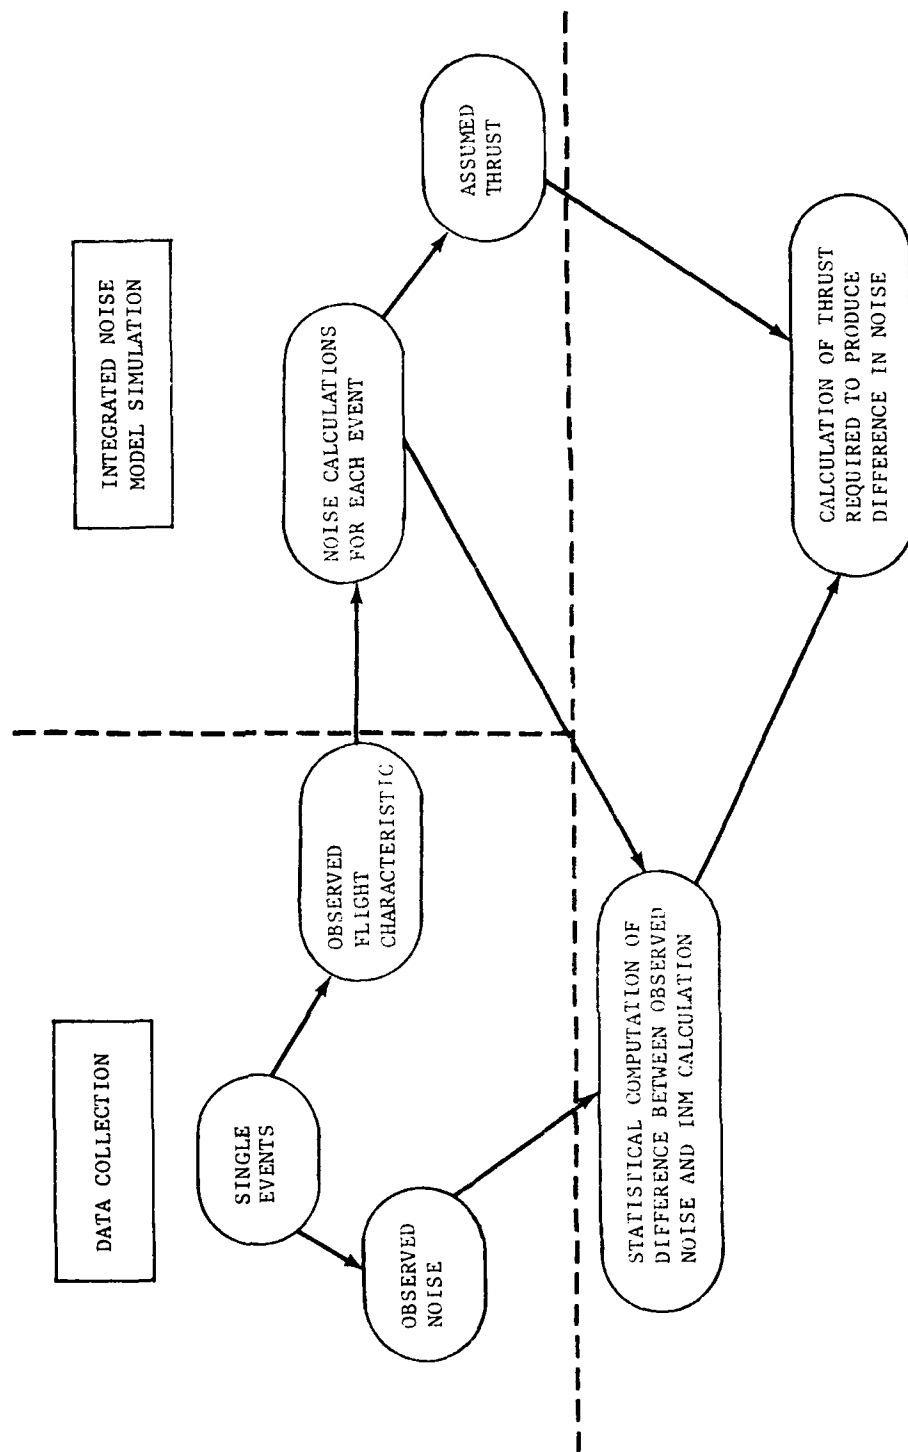 DATA COLLECTION
INTEGRATED NOISE
MODEL SIMULATION
SINGLE
EVENTS
OBSERVED
FLIGHT
CHARACTERISTIC
NOISE CALCULATIONS
FOR EACH EVENT
OBSERVED
NOISE
ASSUMED
THRUST
STATISTICAL COMPUTATION OF
DIFFERENCE BETWEEN OBSERVED
NOISE AND INM CALCULATION
CALCULATION OF THRUST
REQUIRED TO PRODUCE
DIFFERENCE IN NOISE